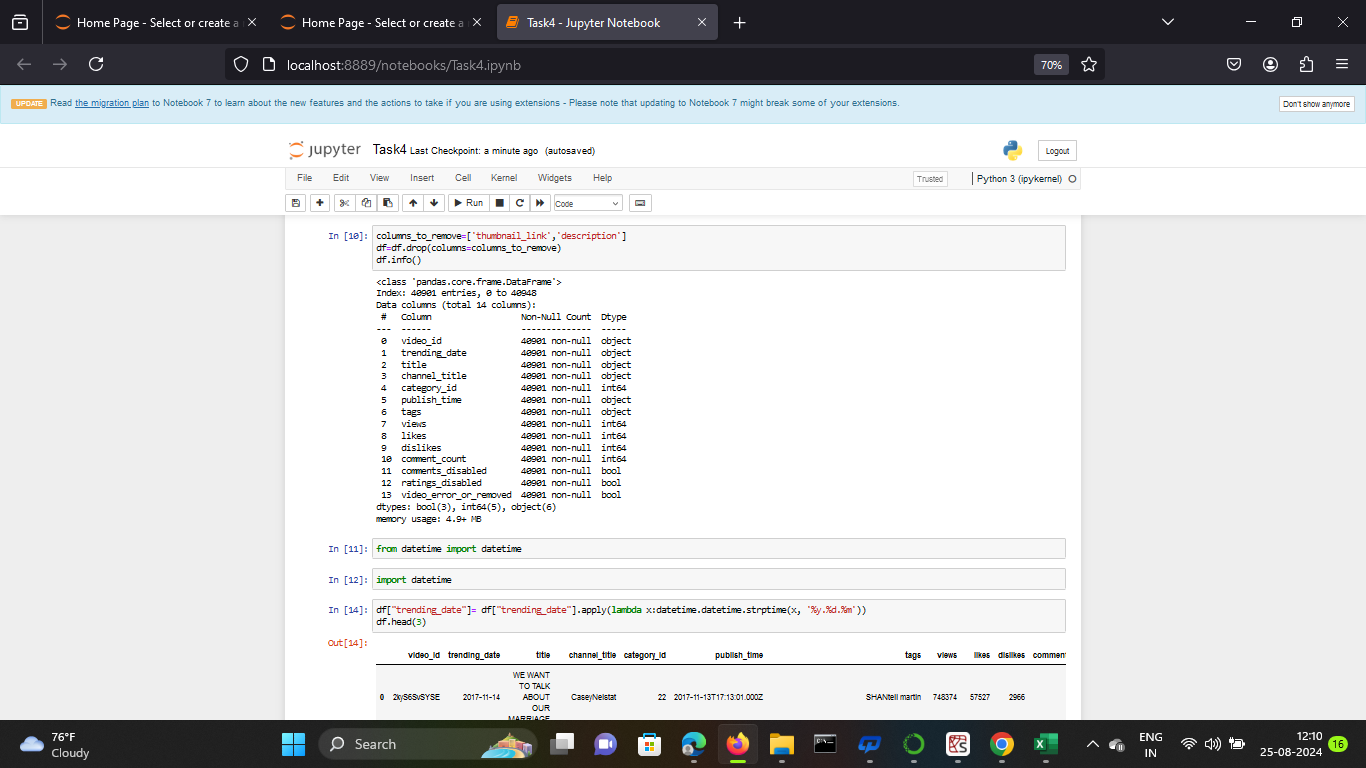 Home Page - Select or create a
Home Page - Select or create a
Task4 - Jupyter Notebook
localhost:8889/notebooks/Task4.ipynb
70%
UPDATE Read the migration plan to Notebook 7 to learn about the new features and the actions to take if you are using extensions - Please note that updating to Notebook 7 might break some of your extensions.
Don't show anymore
jupyter Task4 Last Checkpoint: a minute ago (autosaved)
Logout
File Edit View Insert Cell Kernel Widgets Help
Trusted
Python 3 (ipykernel)
Run
Code
In [10]: columns_to_remove=['thumbnail_link','description']
df=df.drop(columns=columns_to_remove)
df.info()
<class 'pandas.core.frame.DataFrame'>
Index: 40901 entries, 0 to 40948
Data columns (total 14 columns):
# Column Non-Null Count Dtype
--- ------ -------------- -----
0 video_id 40901 non-null object
1 trending_date 40901 non-null object
2 title 40901 non-null object
3 channel_title 40901 non-null object
4 category_id 40901 non-null int64
5 publish_time 40901 non-null object
6 tags 40901 non-null object
7 views 40901 non-null int64
8 likes 40901 non-null int64
9 dislikes 40901 non-null int64
10 comment_count 40901 non-null int64
11 comments_disabled 40901 non-null bool
12 ratings_disabled 40901 non-null bool
13 video_error_or_removed 40901 non-null bool
dtypes: bool(3), int64(5), object(6)
memory usage: 4.9+ MB
In [11]: from datetime import datetime
In [12]: import datetime
In [14]: df["trending_date"]= df["trending_date"].apply(lambda x:datetime.datetime.strptime(x, '%y.%d.%m'))
df.head(3)
Out[14]:
video_id trending_date title channel_title category_id publish_time tags views likes dislikes comment
WE WANT
TO TALK
0 2kyS6SvSYSE 2017-11-14 ABOUT CaseyNeistat 22 2017-11-13T17:13:01.000Z SHANtell martin 748374 57527 2966
OUR
MARRIAGE
76°F
Cloudy
Search
ENG
IN
12:10
25-08-2024
16